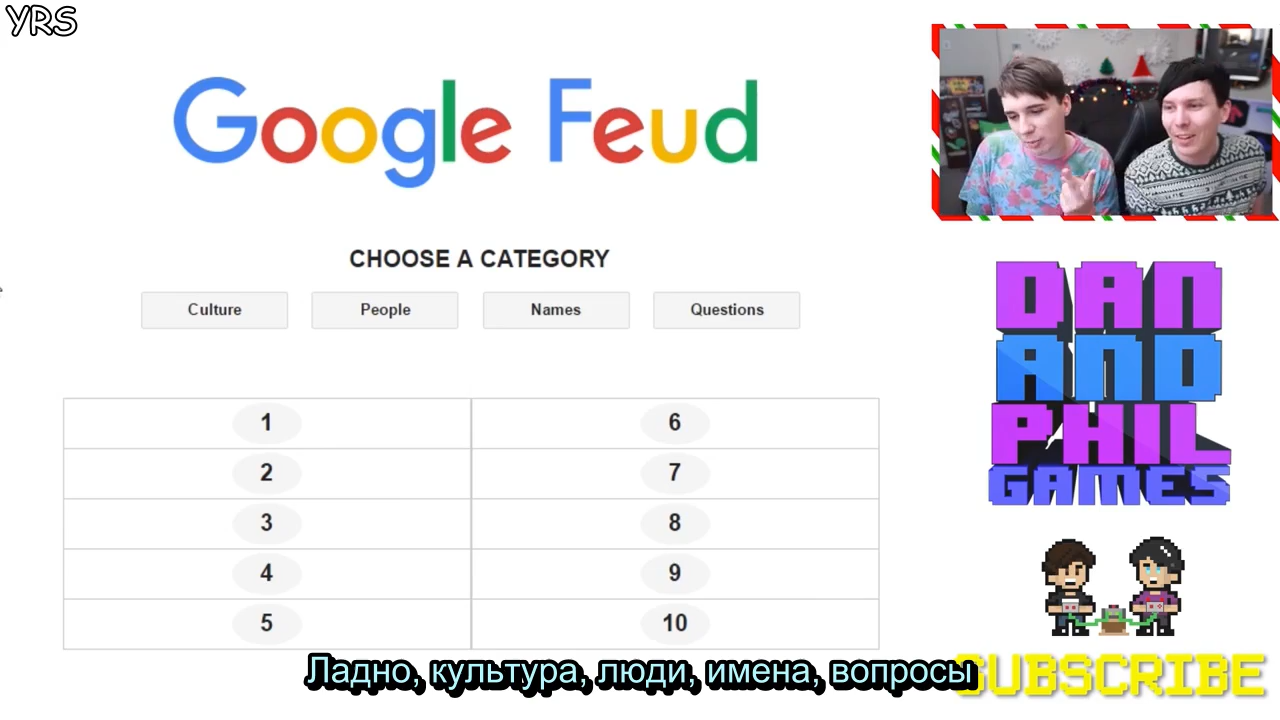 YRS
Google Feud
CHOOSE A CATEGORY
Culture People Names Questions
1 6
2 7
3 8
4 9
5 10
DAN
AND
PHIL
GAMES
SUBSCRIBE
Ладно, культура, люди, имена, вопросы